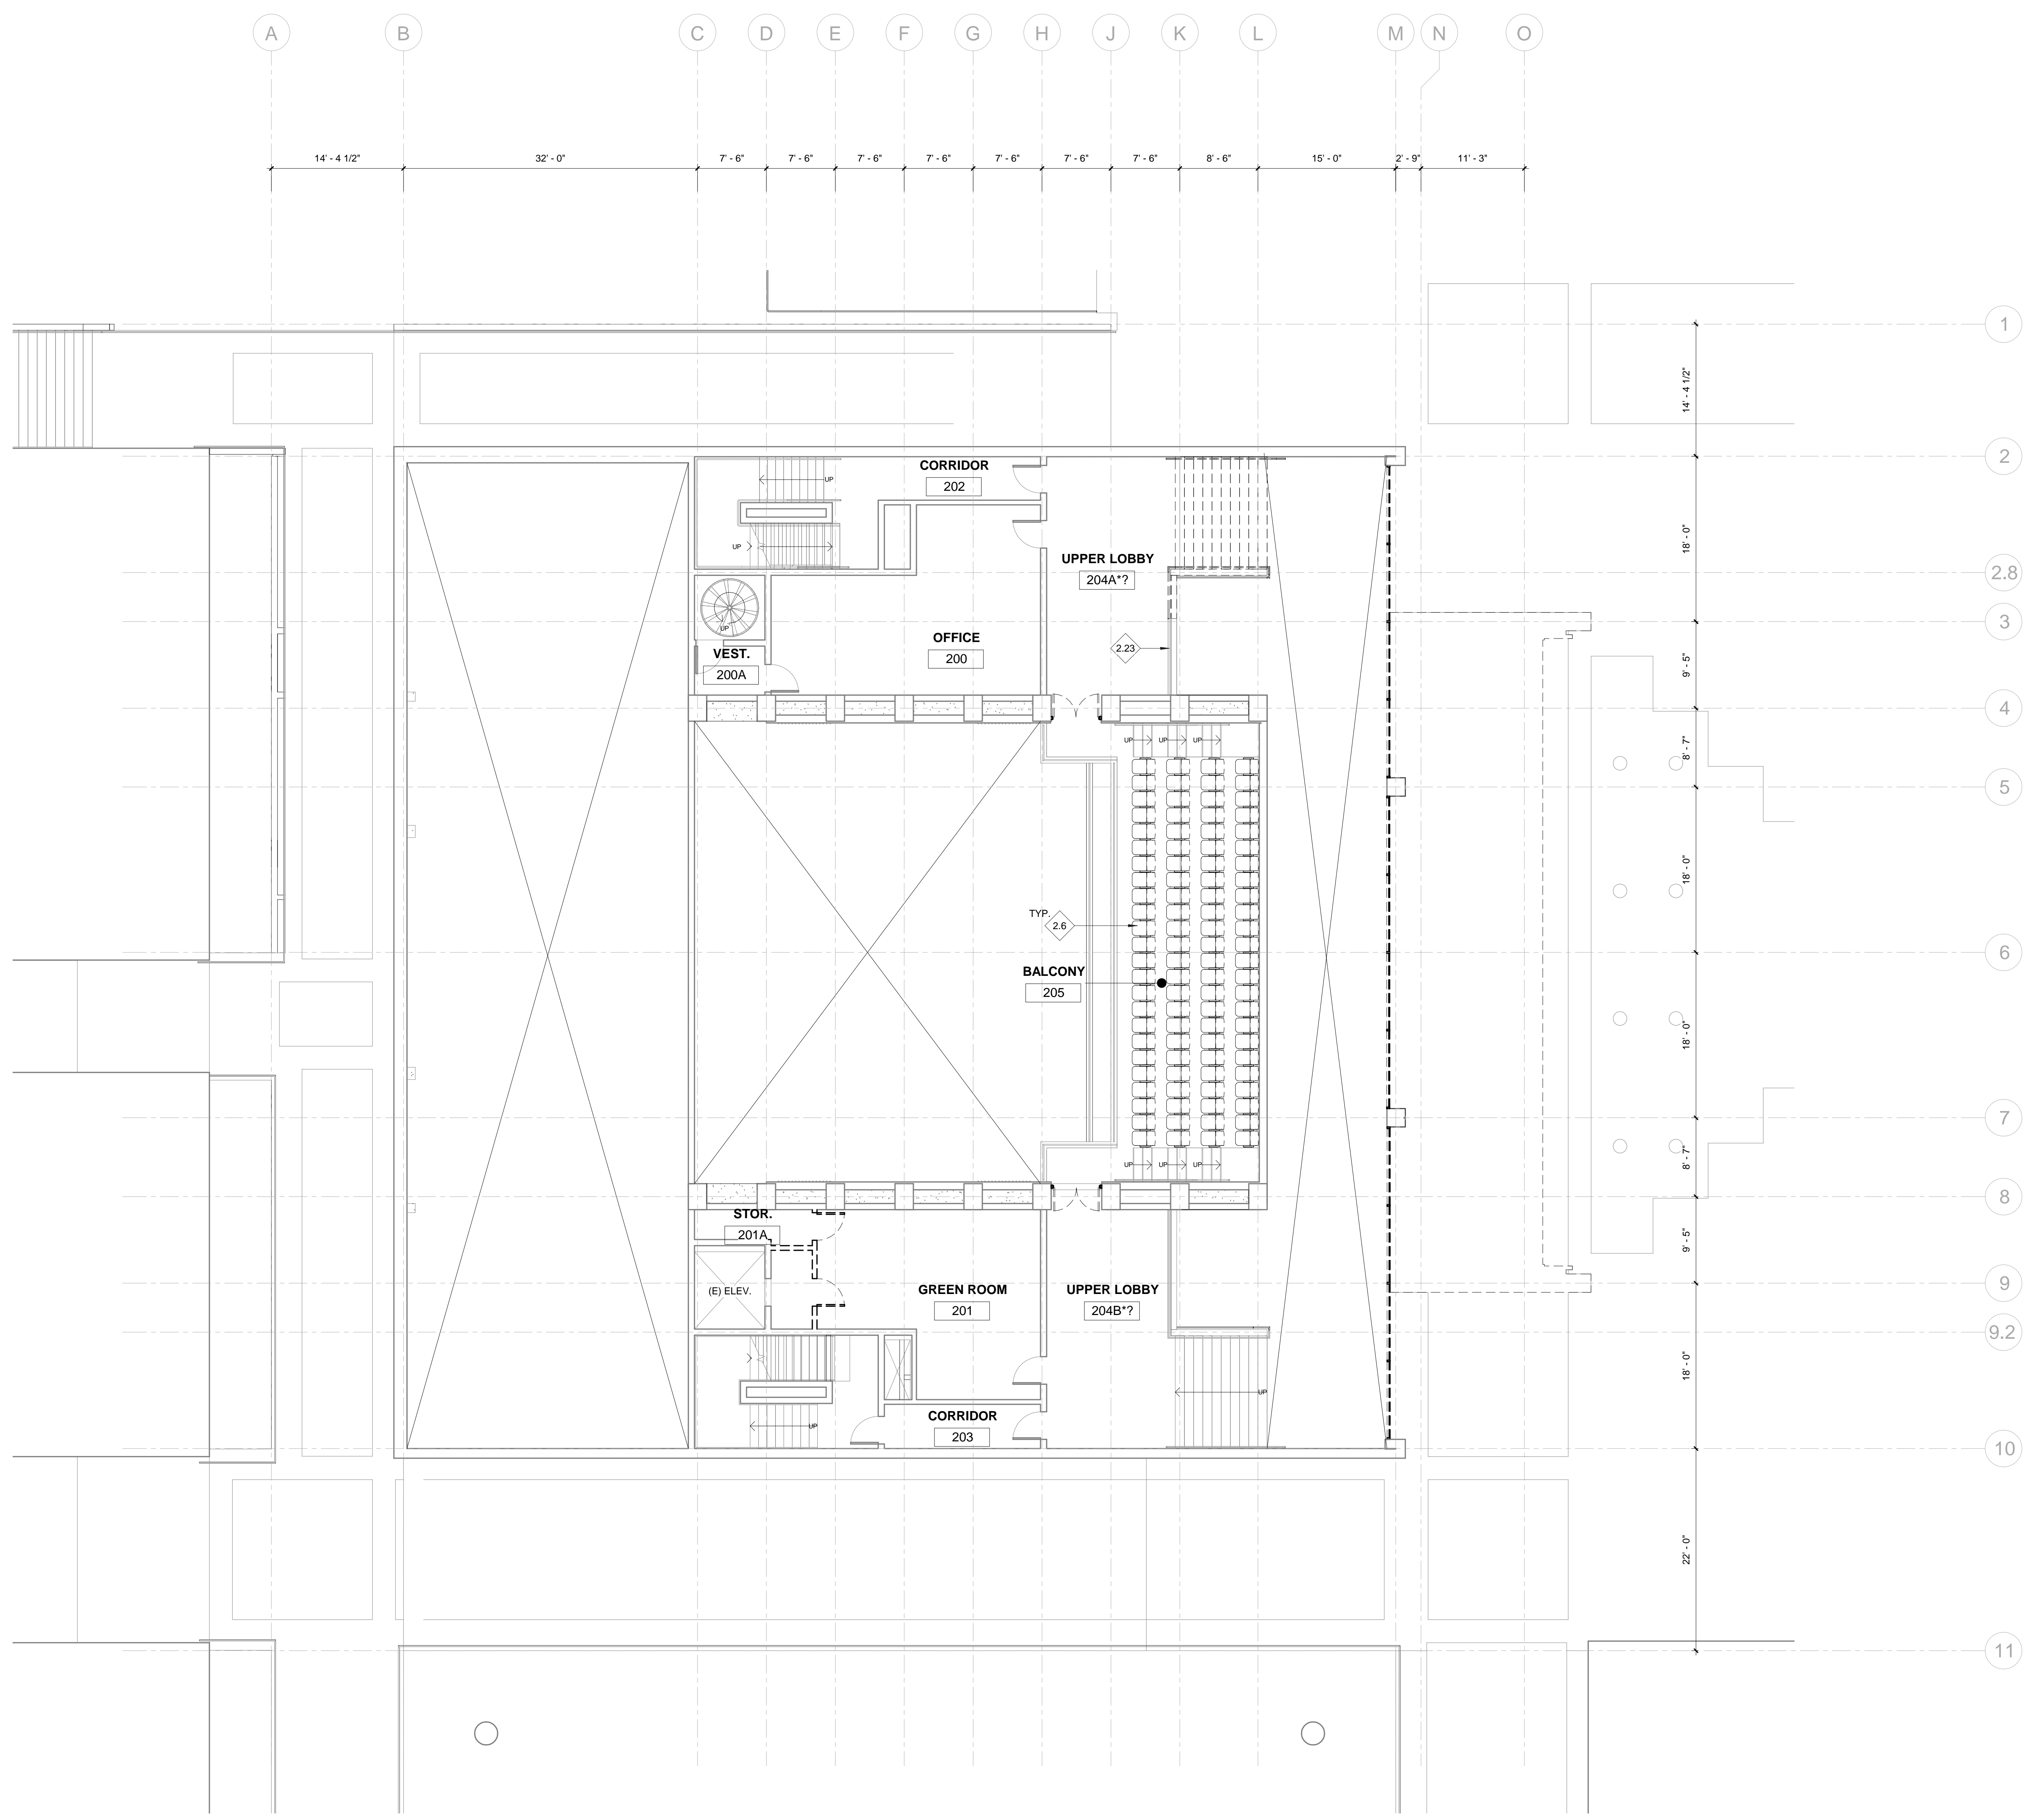 A B C D E F G H J K L M N O
14' - 4 1/2" 32' - 0" 7' - 6" 7' - 6" 7' - 6" 7' - 6" 7' - 6" 7' - 6" 7' - 6" 8' - 6" 15' - 0" 2' - 9" 11' - 3"
1
14' - 4 1/2"
2
CORRIDOR
202
UP
18' - 0"
UP
UPPER LOBBY
204A*?
2.8
UP
3
OFFICE
200
VEST.
200A
2.23
9' - 5"
4
UP UP UP
8' - 7"
5
18' - 0"
TYP.
2.6
6
BALCONY
205
18' - 0"
7
UP UP UP
8' - 7"
8
STOR.
201A
9' - 5"
(E) ELEV.
GREEN ROOM
201
UPPER LOBBY
204B*?
9
9.2
18' - 0"
UP
CORRIDOR
203
UP
10
22' - 0"
11